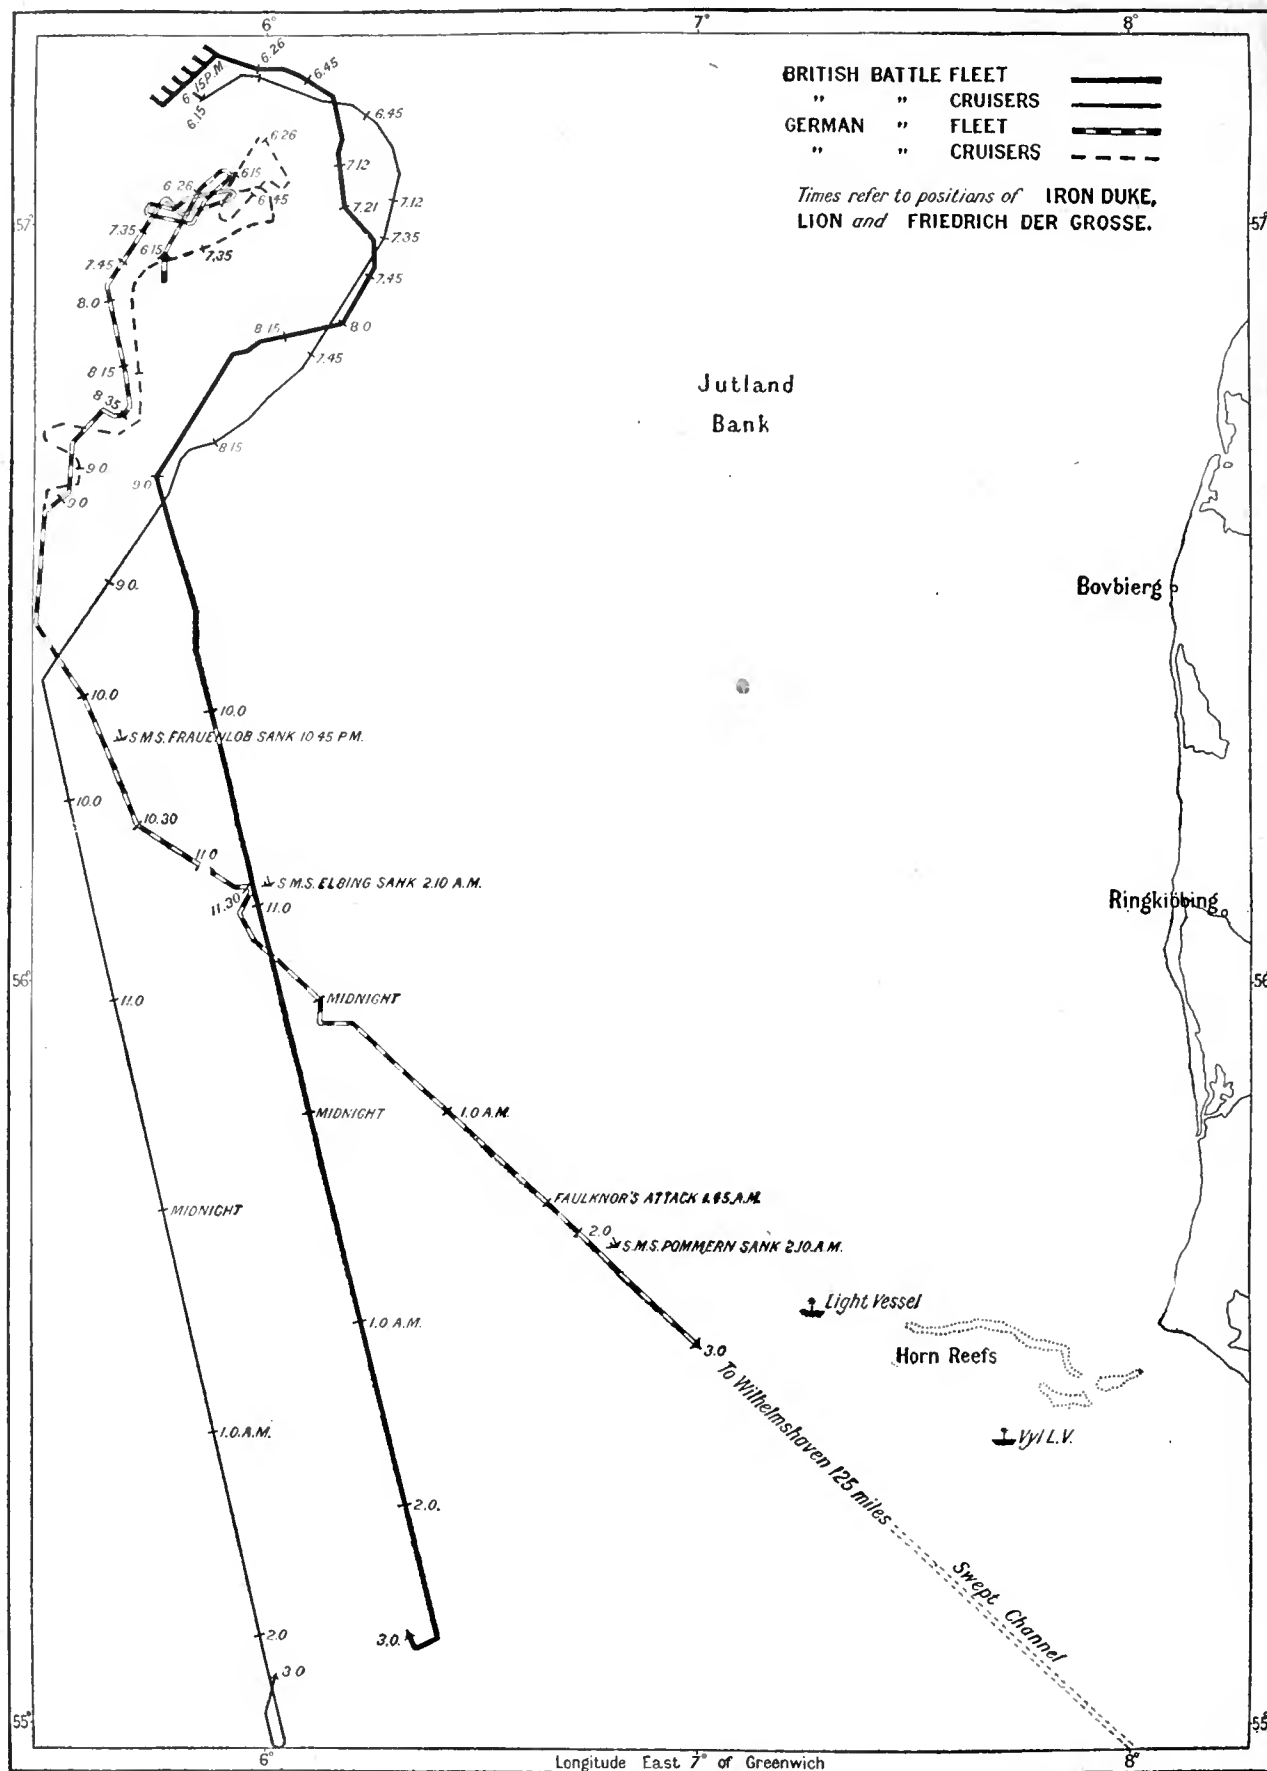 6° 7° 8°
BRITISH BATTLE FLEET
" " CRUISERS
GERMAN " FLEET
" " CRUISERS
Times refer to positions of IRON DUKE,
LION and FRIEDRICH DER GROSSE.
6.26
6.45
6 15 P.M
6.15
6.45
6.26
7.12
6.15
6.26
6.45
7.12
7.21
57° 57°
7.35
7.35
6.15
7.35
7.45
7.45
8.0
8.0
8.15
7.45
8.15
Jutland
Bank
8 35
8.15
9.0
9.0
9.0
9.0.
Bovbierg
10.0
10.0
S.M.S. FRAUENLOB SANK 10 45 P.M.
10.0
10.30
11.0
S.M.S. ELBING SANK 2.10 A.M.
11.30
11.0
Ringkiöbing
56° 56
11.0
MIDNIGHT
MIDNIGHT
1.0 A.M.
MIDNIGHT
FAULKNOR'S ATTACK A.M.
2.0
S.M.S. POMMERN SANK 2.10.A.M.
Light Vessel
1.0 A.M.
3.0
Horn Reefs
To Wilhelmshaven 125 miles
1.0.A.M.
Vyl L.V.
2.0.
Swept Channel
2.0
3.0.
3.0
55° 55°
6° 8°
Longitude East 7° of Greenwich